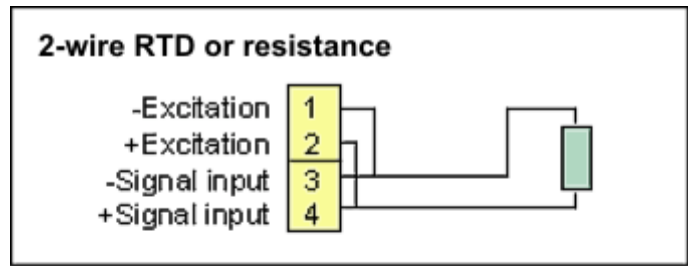 2-wire RTD or resistance
-Excitation 1
+Excitation 2
-Signal input 3
+Signal input 4